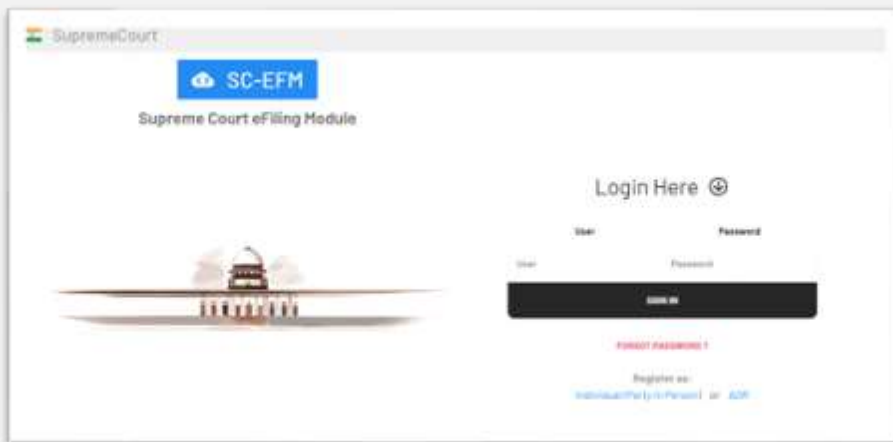 SupremeCourt
SC-EFM
Supreme Court eFiling Module
Login Here
User Password
User Password
SIGN IN
FORGOT PASSWORD ?
Register as:
Individual(Party in Person) or AOR